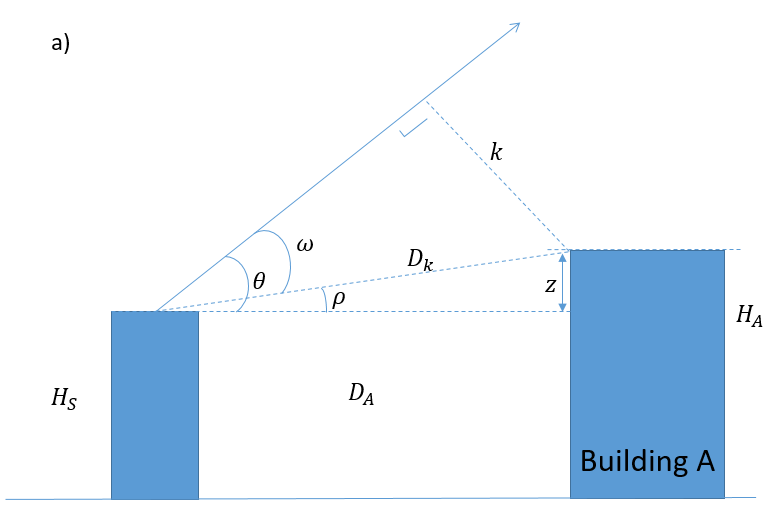 a)
k
ω
D_k
θ
z
ρ
H_A
H_S
D_A
Building A